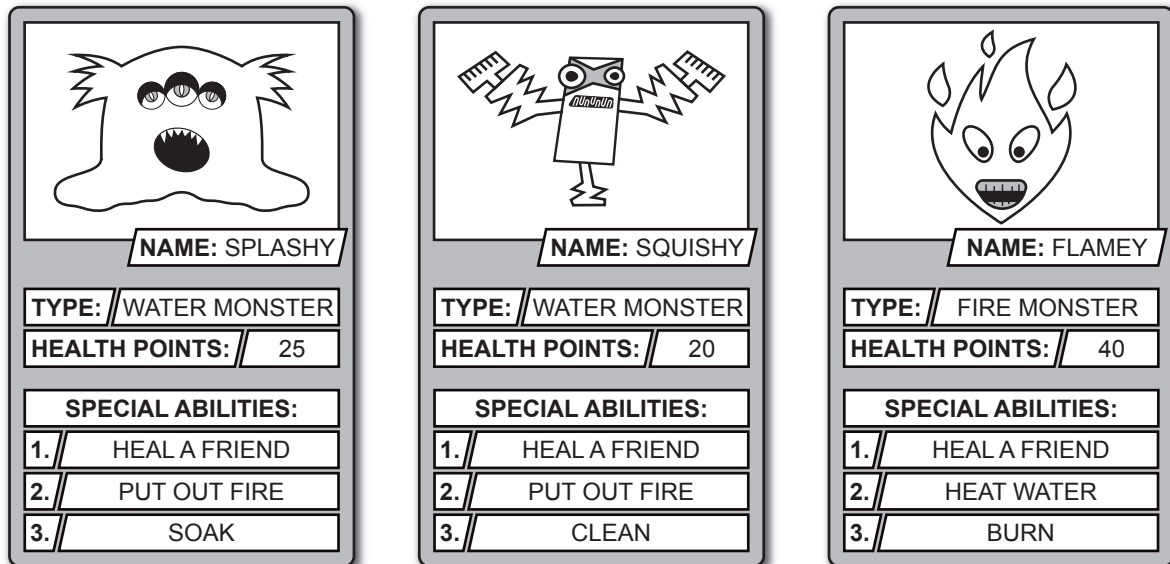 NAME: SPLASHY
TYPE: WATER MONSTER
HEALTH POINTS: 25
SPECIAL ABILITIES:
1. HEAL A FRIEND
2. PUT OUT FIRE
3. SOAK
NAME: SQUISHY
TYPE: WATER MONSTER
HEALTH POINTS: 20
SPECIAL ABILITIES:
1. HEAL A FRIEND
2. PUT OUT FIRE
3. CLEAN
NAME: FLAMEY
TYPE: FIRE MONSTER
HEALTH POINTS: 40
SPECIAL ABILITIES:
1. HEAL A FRIEND
2. HEAT WATER
3. BURN